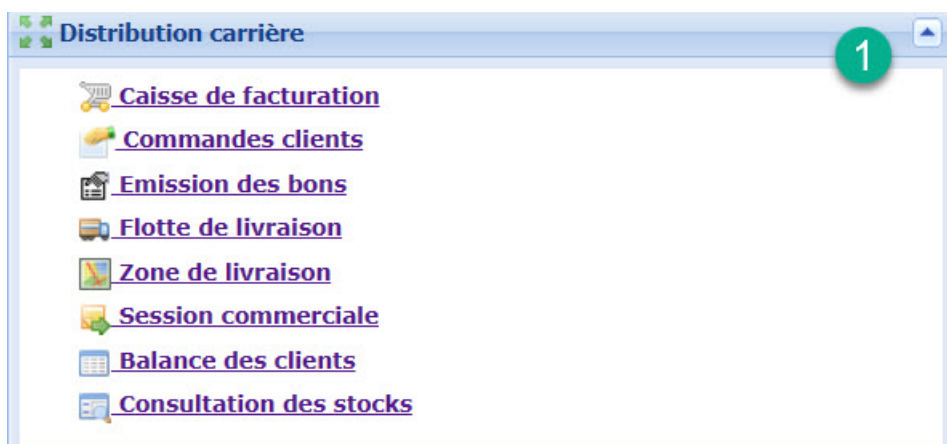 Distribution carrière
1
Caisse de facturation
Commandes clients
Emission des bons
Flotte de livraison
Zone de livraison
Session commerciale
Balance des clients
Consultation des stocks